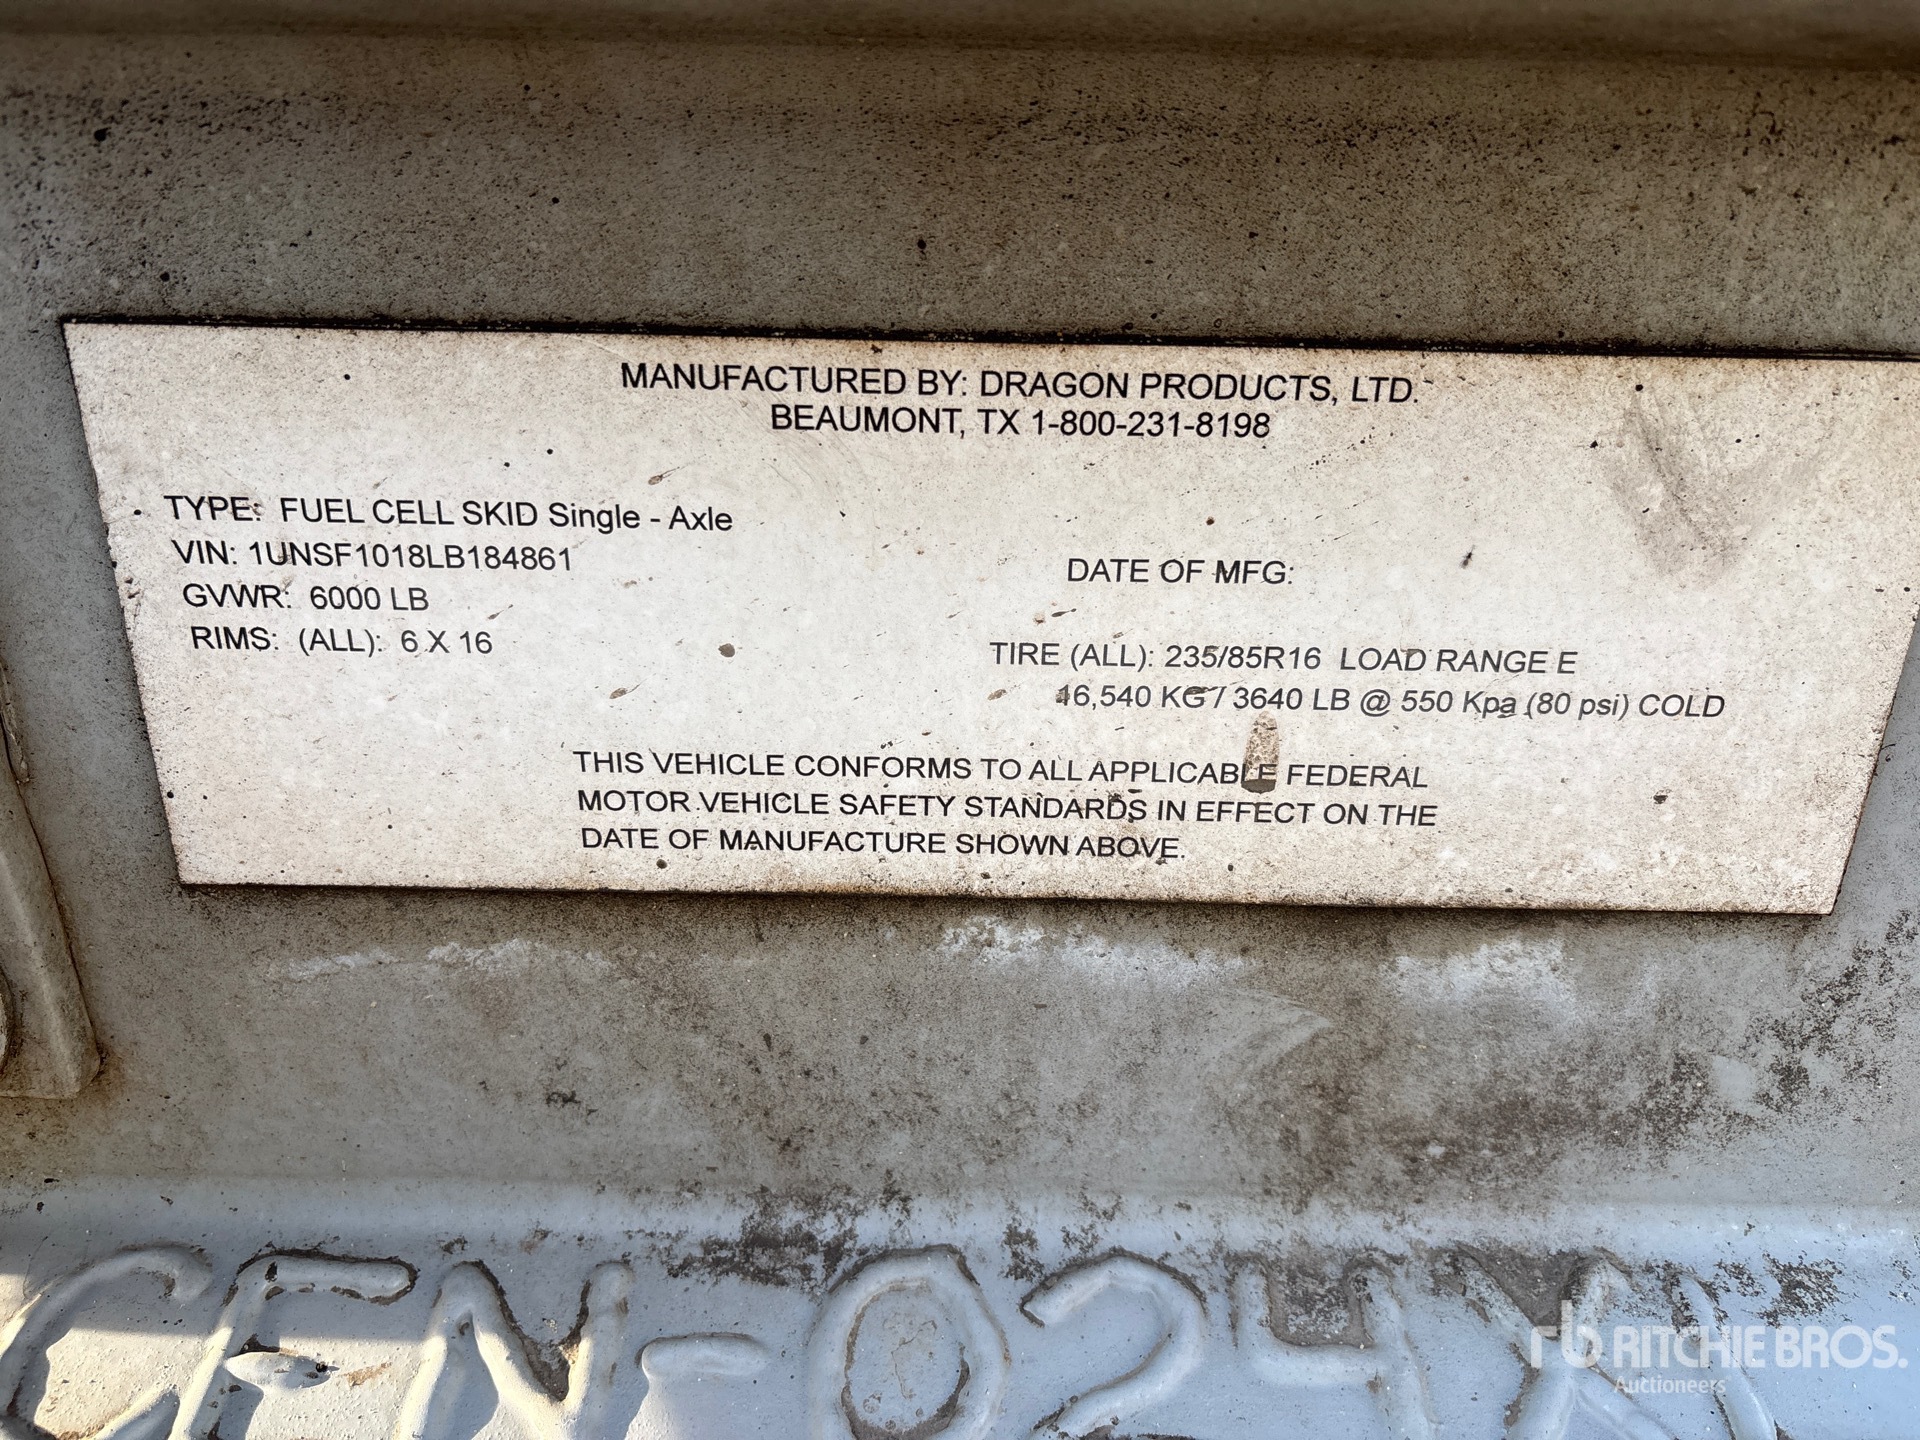 MANUFACTURED BY: DRAGON PRODUCTS, LTD.
BEAUMONT, TX 1-800-231-8198
TYPE: FUEL CELL SKID Single - Axle
VIN: 1UNSF1018LB184861
GVWR: 6000 LB
RIMS: (ALL): 6 X 16
DATE OF MFG:
TIRE (ALL): 235/85R16 LOAD RANGE E
16,540 KG / 3640 LB @ 550 Kpa (80 psi) COLD
THIS VEHICLE CONFORMS TO ALL APPLICABLE FEDERAL
MOTOR VEHICLE SAFETY STANDARDS IN EFFECT ON THE
DATE OF MANUFACTURE SHOWN ABOVE.
rb RITCHIE BROS.
Auctioneers